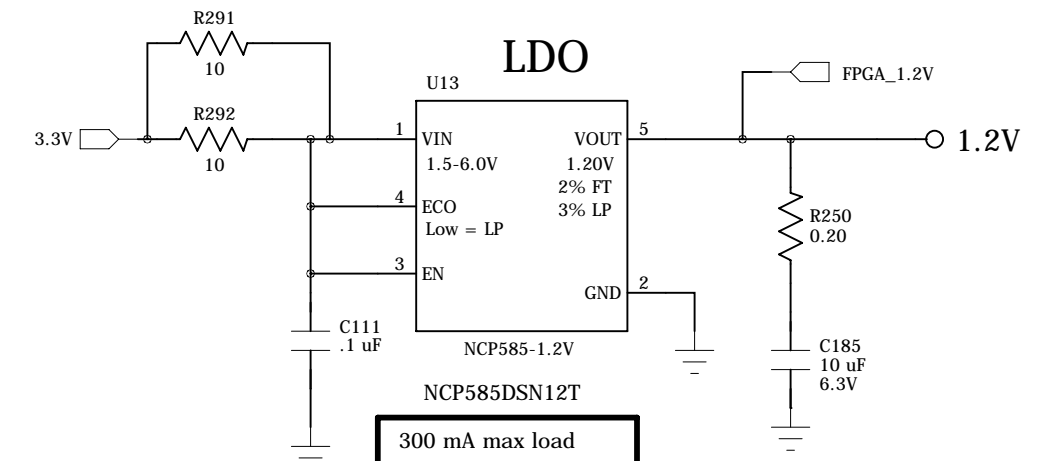 R291
10
LDO
FPGA_1.2V
U13
R292
10
3.3V
1
VIN
1.5-6.0V
VOUT
5
1.20V
2% FT
3% LP
1.2V
4
ECO
Low = LP
R250
0.20
3
EN
GND
2
C111
.1 uF
NCP585-1.2V
C185
10 uF
6.3V
NCP585DSN12T
300 mA max load